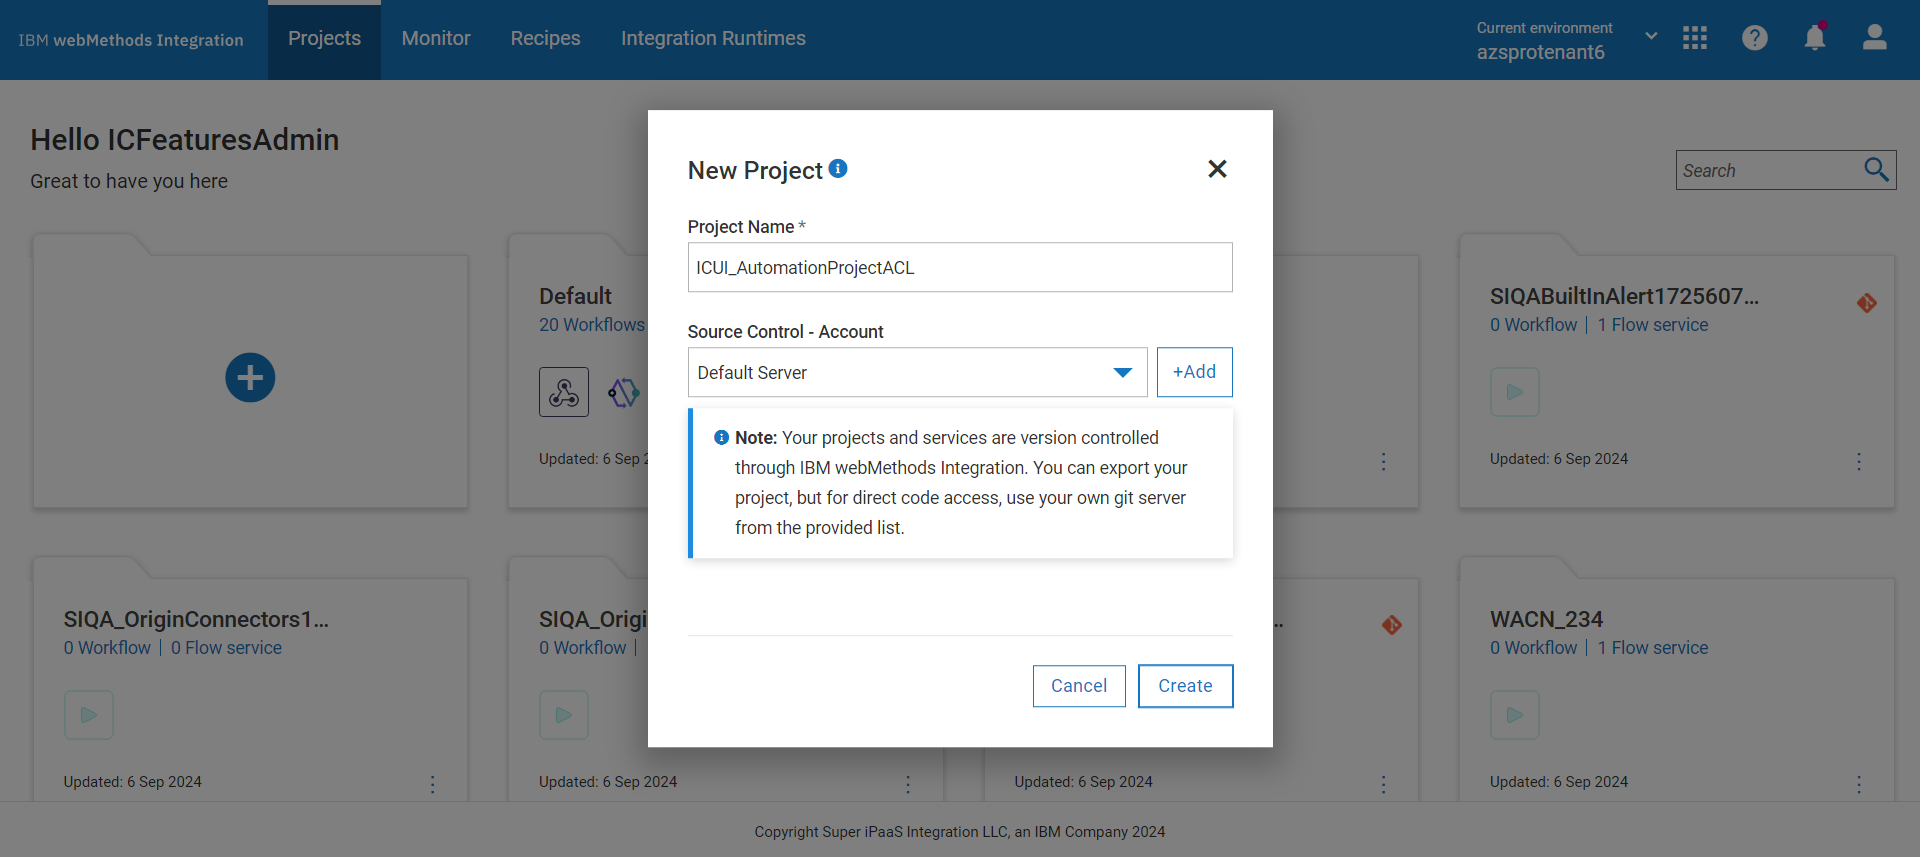 IBM webMethods Integration
Projects
Monitor
Recipes
Integration Runtimes
Current environment
azsprotenant6
Hello ICFeaturesAdmin
Great to have you here
Search
New Project
Project Name *
ICUI_AutomationProjectACL
Source Control - Account
Default Server
+Add
Note: Your projects and services are version controlled
through IBM webMethods Integration. You can export your
project, but for direct code access, use your own git server
from the provided list.
Cancel
Create
Default
20 Workflows
Updated: 6 Sep 2
SIQABuiltInAlert1725607...
0 Workflow | 1 Flow service
Updated: 6 Sep 2024
SIQA_OriginConnectors1...
0 Workflow | 0 Flow service
Updated: 6 Sep 2024
SIQA_Origi
0 Workflow |
Updated: 6 Sep 2024
..
Updated: 6 Sep 2024
WACN_234
0 Workflow | 1 Flow service
Updated: 6 Sep 2024
Copyright Super iPaaS Integration LLC, an IBM Company 2024